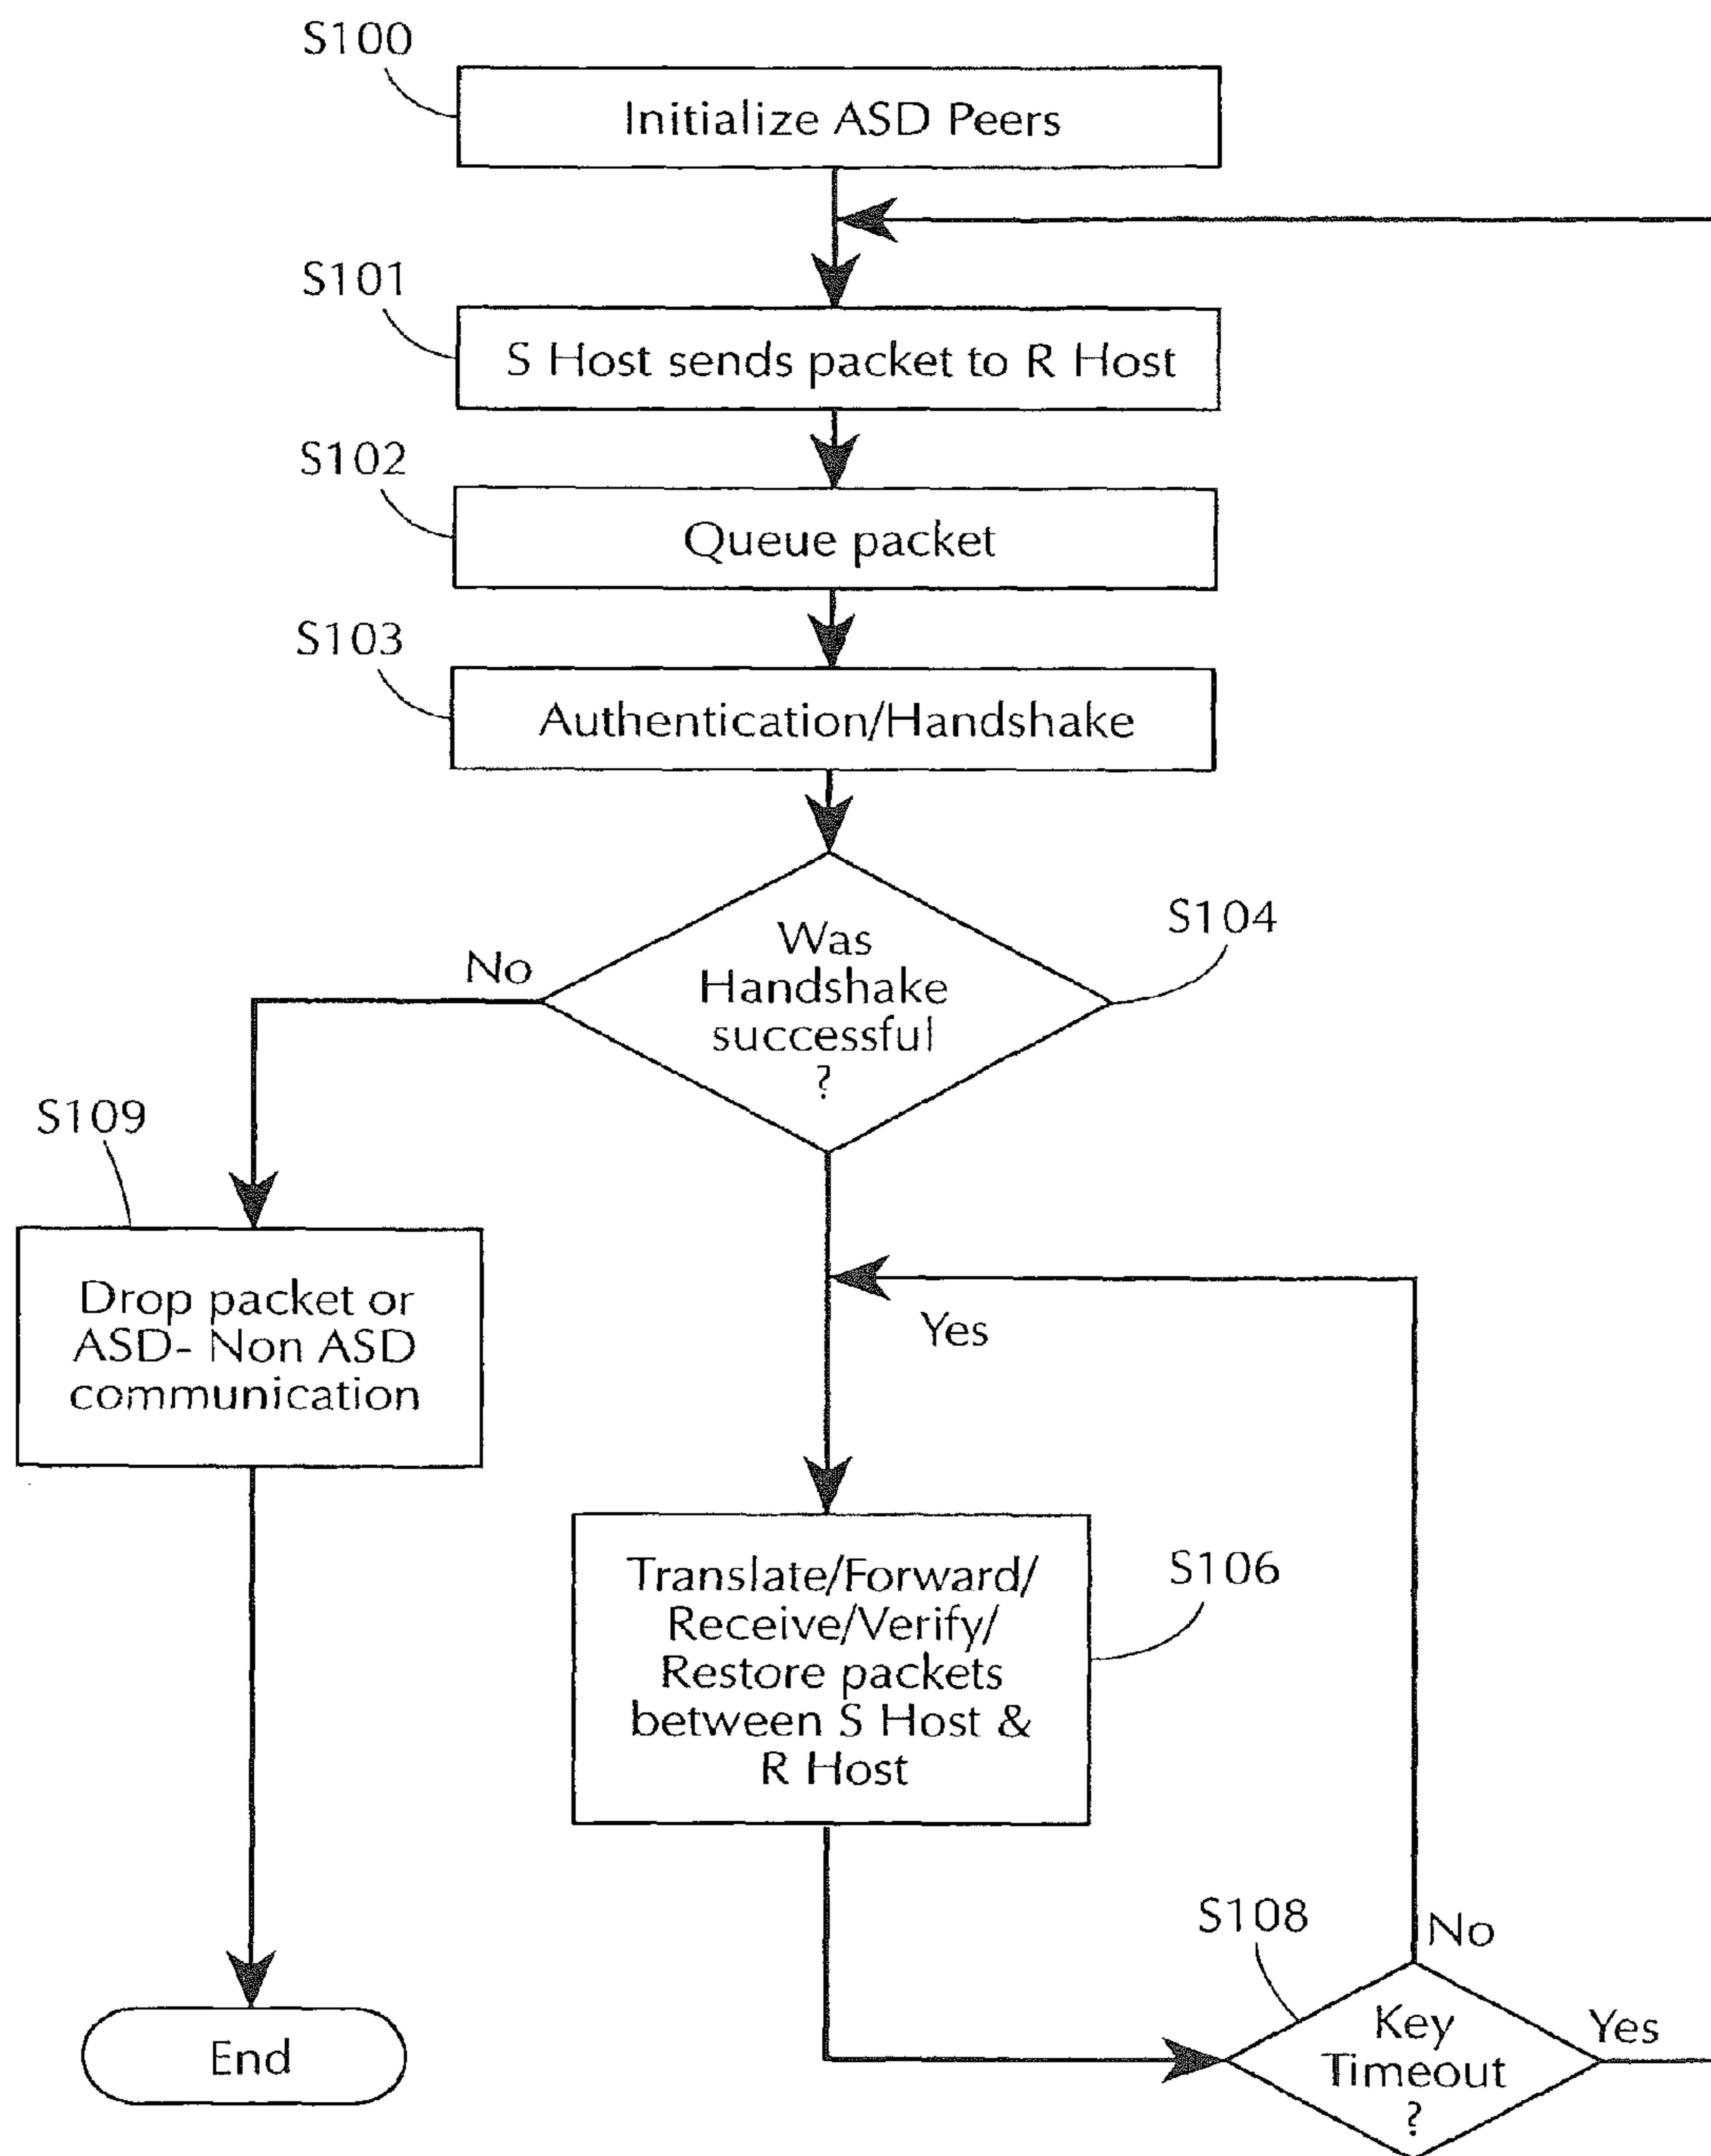 S100
Initialize ASD Peers
S101
S Host sends packet to R Host
S102
Queue packet
S103
Authentication/Handshake
S104
Was
Handshake
successful
?
No
S109
Drop packet or
ASD- Non ASD
communication
Yes
Translate/Forward/
Receive/Verify/
Restore packets
between S Host &
R Host
S106
S108
No
Key
Timeout
?
Yes
End